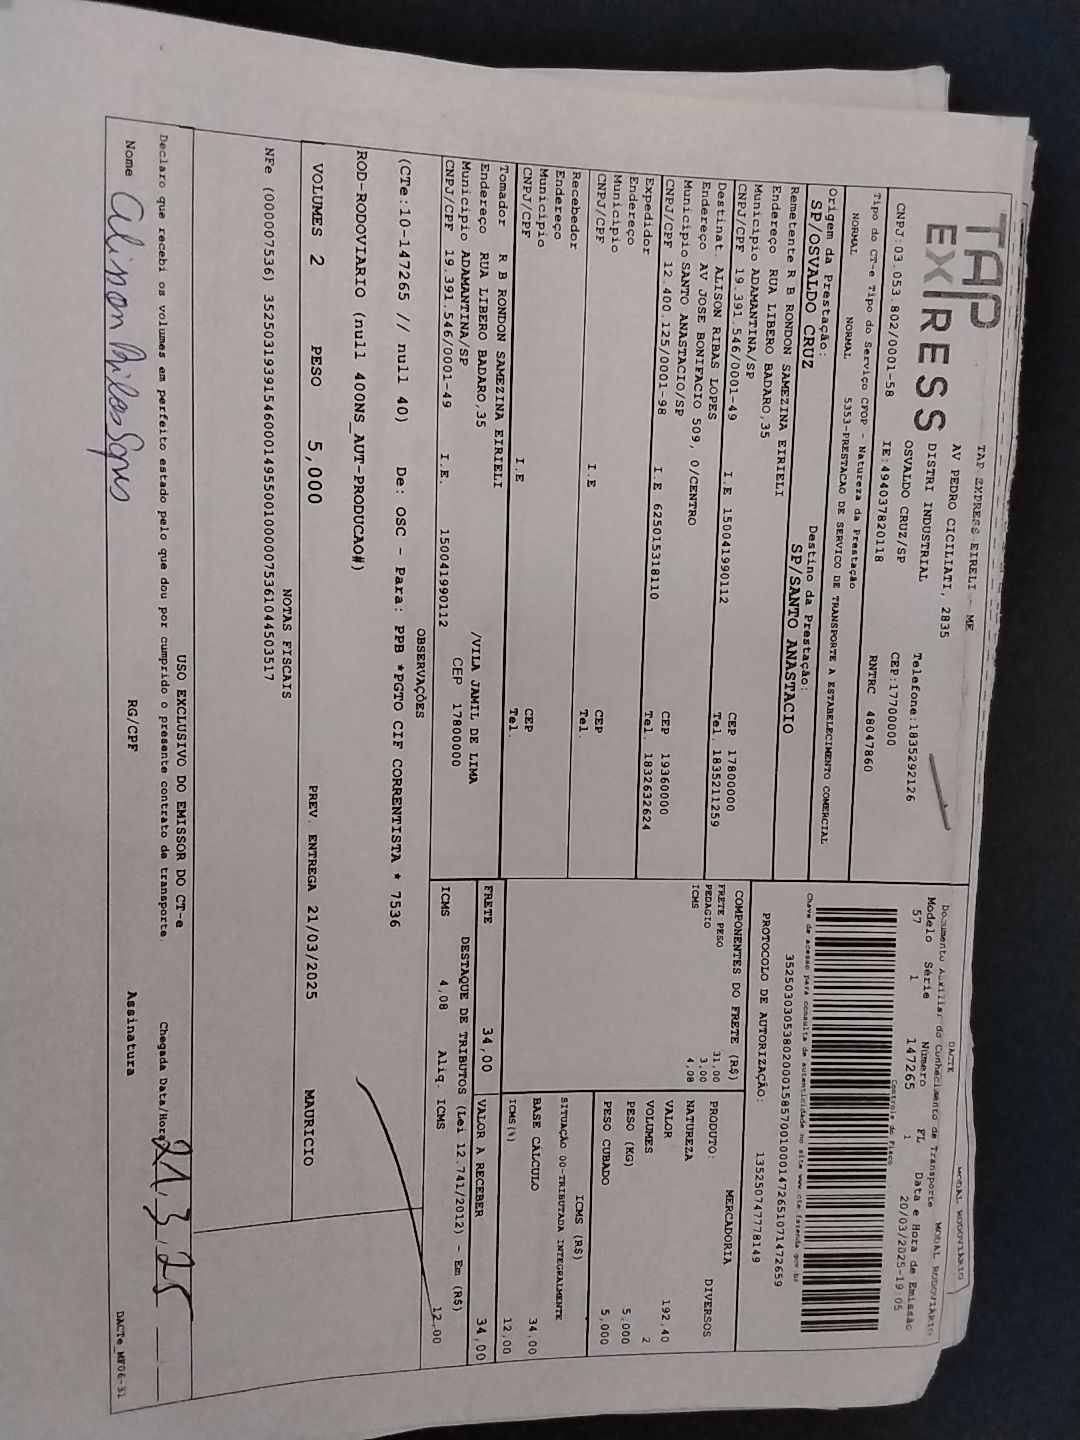 TAP
EXPRESS
TAP EXPRESS EIRELI - ME
AV PEDRO CICILIATI, 2835
DISTRI INDUSTRIAL
OSVALDO CRUZ/SP
Telefone:1835292126
CEP:17700000
CNPJ:03.053.802/0001-58
IE:494037820118
RNTRC 48047860
Tipo do CT-e Tipo do Serviço CFOP - Natureza da Prestação
NORMAL NORMAL 5353-PRESTACAO DE SERVICO DE TRANSPORTE A ESTABELECIMENTO COMERCIAL
Origem da Prestação:
SP/OSVALDO CRUZ
Destino da Prestação:
SP/SANTO ANASTACIO
Remetente R B RONDON SAMEZINA EIRIELI
Endereço RUA LIBERO BADARO,35
Municipio ADAMANTINA/SP
CEP 17800000
CNPJ/CPF 19.391.546/0001-49 I.E 15004199​0112 Tel. 1835211259
Destinat. ALISON RIBAS LOPES
Endereço AV JOSE BONIFACIO 509, 0/CENTRO
Municipio SANTO ANASTACIO/SP CEP 19360000
CNPJ/CPF 12.400.125/0001-98 I.E 625015318110 Tel. 1832632624
Expedidor
Endereço
Municipio CEP
CNPJ/CPF I.E Tel.
Recebedor
Endereço
Municipio CEP
CNPJ/CPF I.E Tel.
Tomador R B RONDON SAMEZINA EIRIELI
Endereço RUA LIBERO BADARO,35 /VILA JAMIL DE LIMA
Municipio ADAMANTINA/SP CEP 17800000
CNPJ/CPF 19.391.546/0001-49 I.E. 150041990112
MODAL RODOVIARIO
DACTE
Documento Auxiliar do Conhecimento de Transporte MODAL RODOVIARIO
Modelo Série Número FL Data e Hora de Emissão
57 1 147265 1 20/03/2025-19:05
Controle do Fisco
Chave de acesso para consulta de autenticidade no site www.cte.fazenda.gov.br
35250303053802000158570010001472651071472659
PROTOCOLO DE AUTORIZAÇÃO: 135250747778149
COMPONENTES DO FRETE (R$)
FRETE PESO 31,00
PEDAGIO 3,00
ICMS 4,08
MERCADORIA
PRODUTO: DIVERSOS
NATUREZA
VALOR 192,40
VOLUMES 2
PESO (KG) 5,000
PESO CUBADO 5,000
ICMS (R$)
SITUAÇÃO 00-TRIBUTADA INTEGRALMENTE
BASE CALCULO 34,00
ICMS(%) 12,00
FRETE 34,00 VALOR A RECEBER 34,00
DESTAQUE DE TRIBUTOS (Lei 12.741/2012) - Em (R$)
ICMS 4,08 Aliq. ICMS 12,00
OBSERVAÇÕES
(CTe:10-147265 // null 40) De: OSC - Para: PPB *PGTO CIF CORRENTISTA * 7536
ROD-RODOVIARIO (null 400NS_AUT-PRODUCAO#)
VOLUMES 2 PESO 5,000 PREV. ENTREGA 21/03/2025 MAURICIO
NOTAS FISCAIS
NFe (000007536) 35250319391546000149550010000075361044503517
USO EXCLUSIVO DO EMISSOR DO CT-e
Declaro que recebi os volumes em perfeito estado pelo que dou por cumprido o presente contrato de transporte. Chegada Data/Hora 21.3.25
Nome RG/CPF Assinatura
DACTe_MF06-31